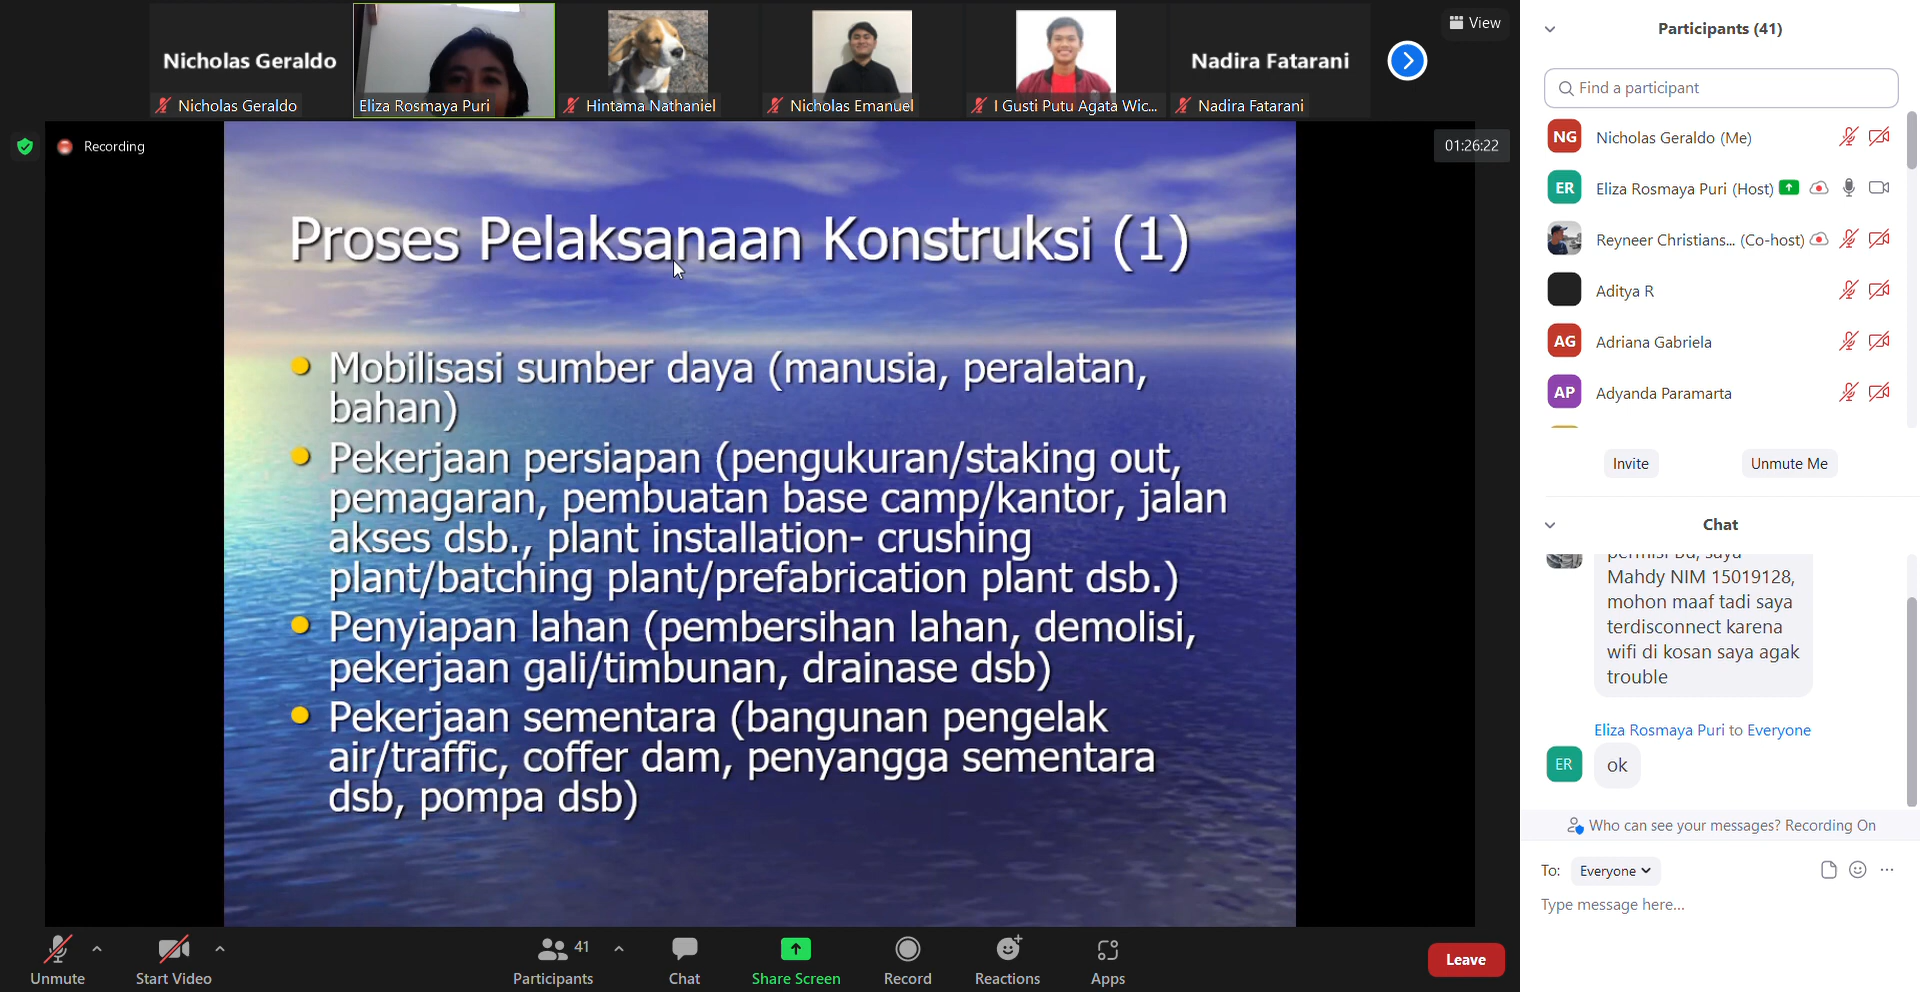 Nicholas Geraldo
Nicholas Geraldo
Eliza Rosmaya Puri
Hintama Nathaniel
Nicholas Emanuel
I Gusti Putu Agata Wic...
Nadira Fatarani
Nadira Fatarani
View
Recording
01:26:22
Proses Pelaksanaan Konstruksi (1)
Mobilisasi sumber daya (manusia, peralatan,
bahan)
Pekerjaan persiapan (pengukuran/staking out,
pemagaran, pembuatan base camp/kantor, jalan
akses dsb., plant installation- crushing
plant/batching plant/prefabrication plant dsb.)
Penyiapan lahan (pembersihan lahan, demolisi,
pekerjaan gali/timbunan, drainase dsb)
Pekerjaan sementara (bangunan pengelak
air/traffic, coffer dam, penyangga sementara
dsb, pompa dsb)
Unmute
Start Video
41
Participants
Chat
Share Screen
Record
Reactions
Apps
Leave
Participants (41)
Find a participant
NG Nicholas Geraldo (Me)
ER Eliza Rosmaya Puri (Host)
Reyneer Christians... (Co-host)
Aditya R
AG Adriana Gabriela
AP Adyanda Paramarta
Invite
Unmute Me
Chat
permisi Bu, saya
Mahdy NIM 15019128,
mohon maaf tadi saya
terdisconnect karena
wifi di kosan saya agak
trouble
Eliza Rosmaya Puri to Everyone
ER ok
Who can see your messages? Recording On
To: Everyone
Type message here...